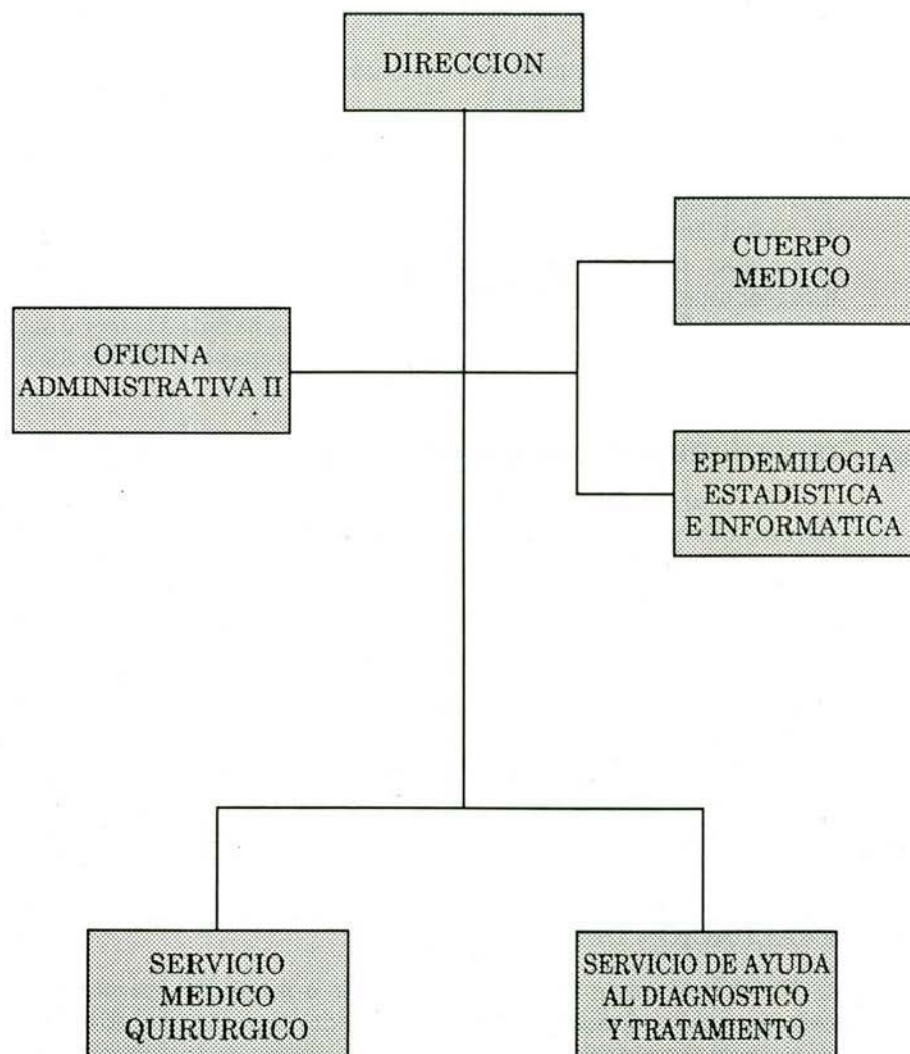 DIRECCION
CUERPO
MEDICO
OFICINA
ADMINISTRATIVA II
EPIDEMILOGIA
ESTADISTICA
E INFORMATICA
SERVICIO
MEDICO
QUIRURGICO
SERVICIO DE AYUDA
AL DIAGNOSTICO
Y TRATAMIENTO